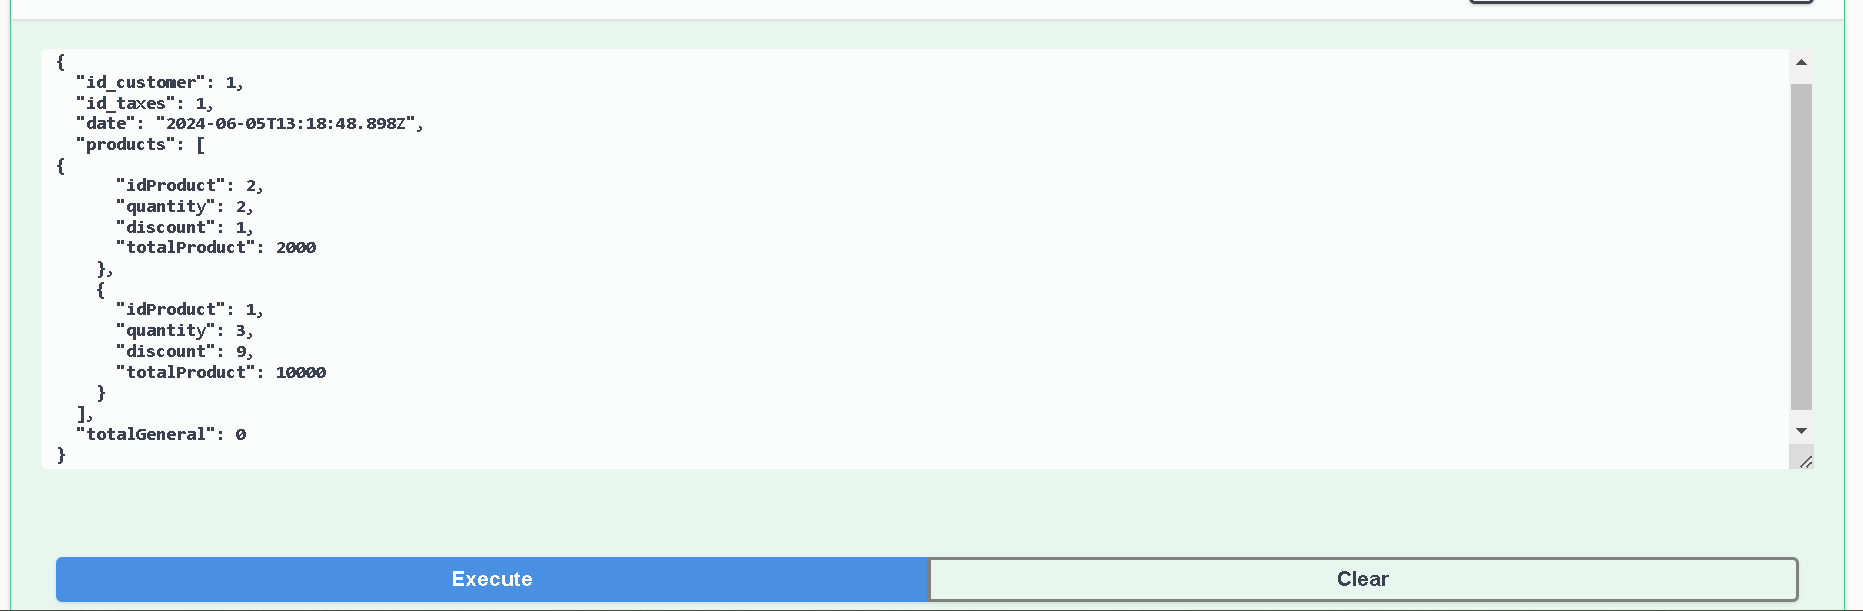 {
  "id_customer": 1,
  "id_taxes": 1,
  "date": "2024-06-05T13:18:48.898Z",
  "products": [
{
      "idProduct": 2,
      "quantity": 2,
      "discount": 1,
      "totalProduct": 2000
    },
    {
      "idProduct": 1,
      "quantity": 3,
      "discount": 9,
      "totalProduct": 10000
    }
  ],
  "totalGeneral": 0
}
Execute
Clear